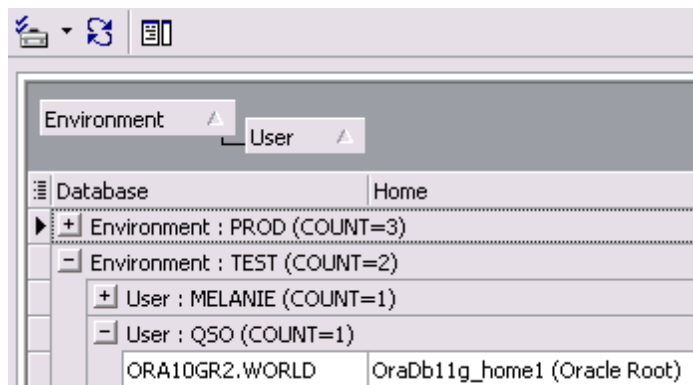 Environment
User
Database Home
Environment : PROD (COUNT=3)
Environment : TEST (COUNT=2)
User : MELANIE (COUNT=1)
User : QSO (COUNT=1)
ORA10GR2.WORLD OraDb11g_home1 (Oracle Root)